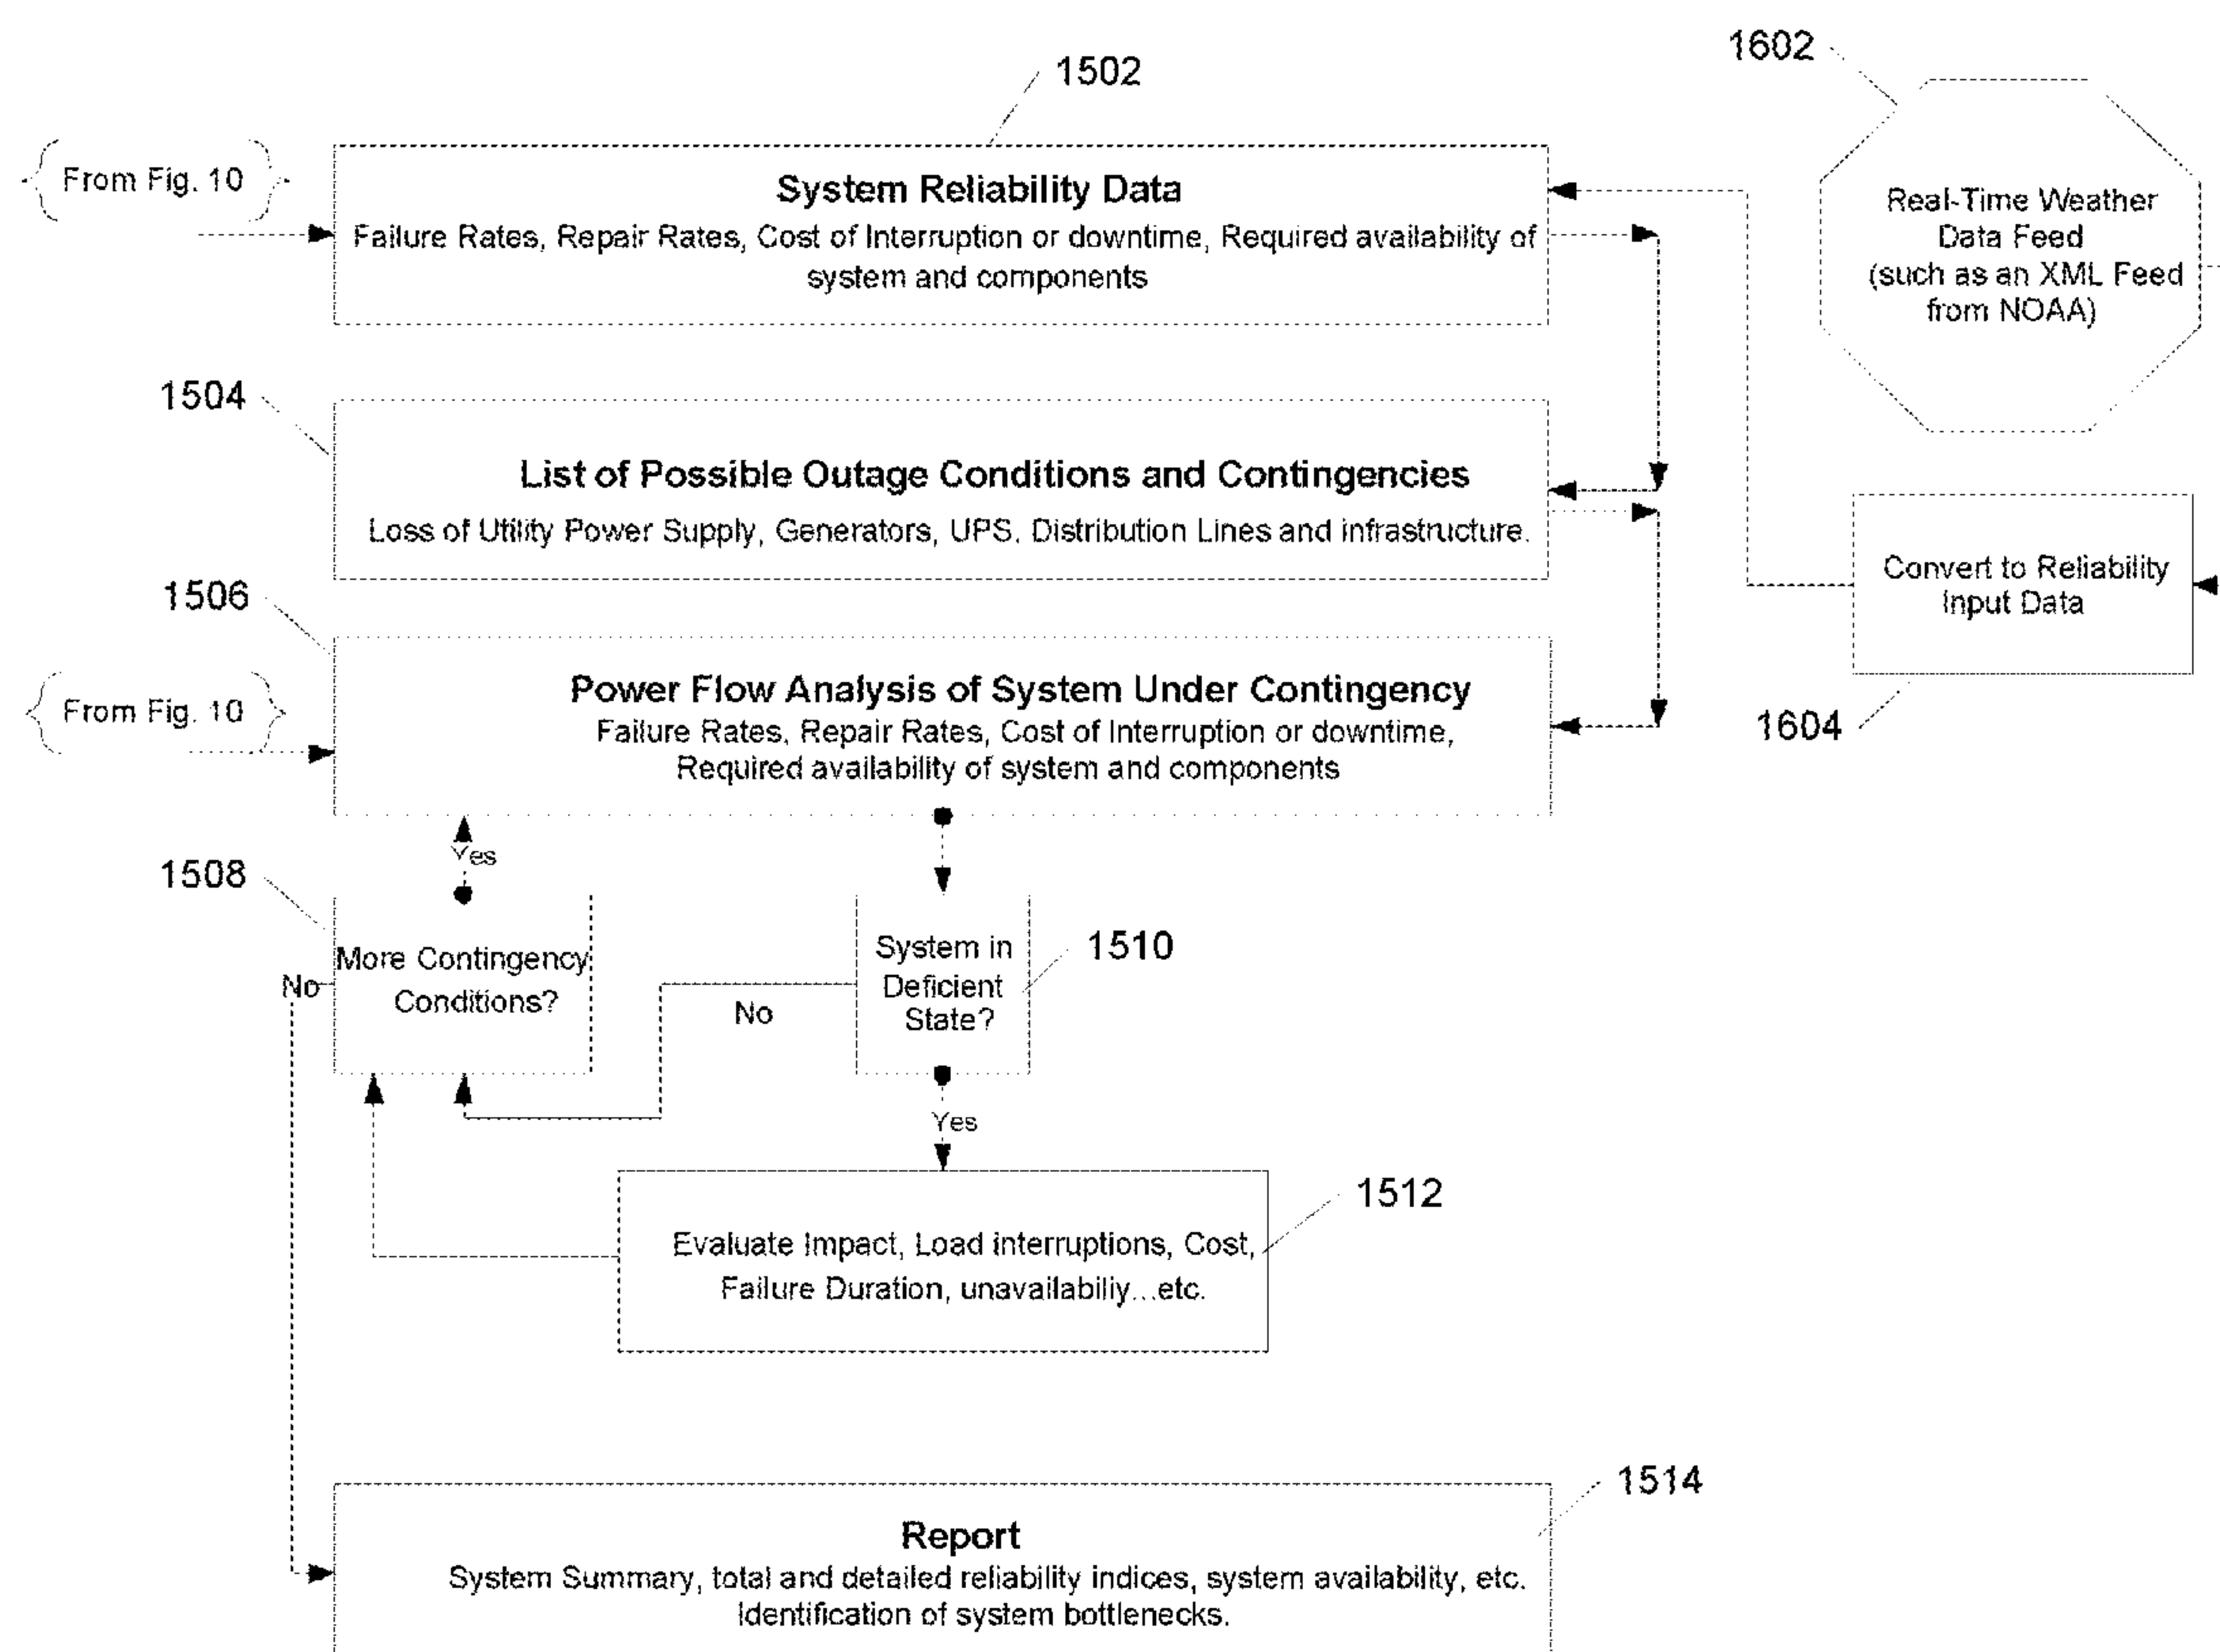 1602
1502
From Fig. 10
System Reliability Data
Failure Rates, Repair Rates, Cost of Interruption or downtime, Required availability of
system and components
Real-Time Weather
Data Feed
(such as an XML Feed
from NOAA)
1504
List of Possible Outage Conditions and Contingencies
Loss of Utility Power Supply, Generators, UPS, Distribution Lines and infrastructure.
Convert to Reliability
Input Data
1604
1506
From Fig. 10
Power Flow Analysis of System Under Contingency
Failure Rates, Repair Rates, Cost of Interruption or downtime,
Required availability of system and components
Yes
1508
More Contingency
Conditions?
No
System in
Deficient
State?
1510
No
Yes
1512
Evaluate Impact, Load interruptions, Cost,
Failure Duration, unavailabiliy...etc.
1514
Report
System Summary, total and detailed reliability indices, system availability, etc.
Identification of system bottlenecks.